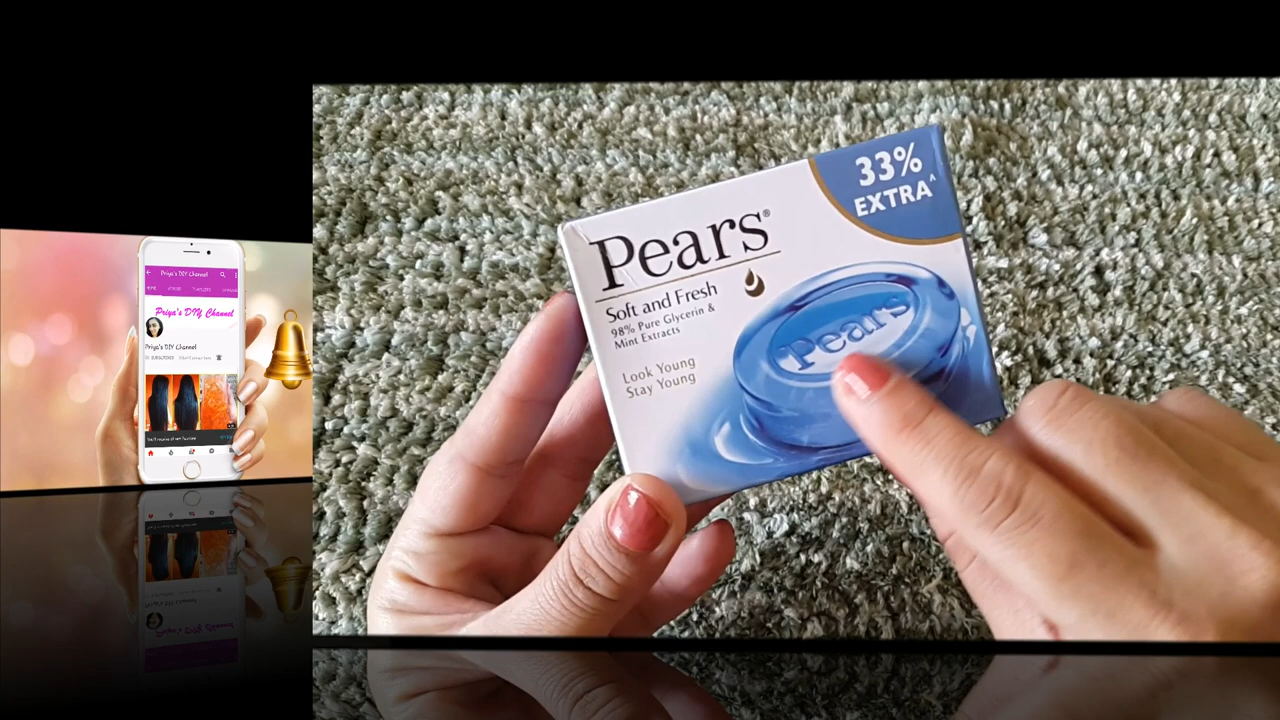 Priya's DIY Channel
Priya's DIY Channel
Priya's DIY Channel
33%
EXTRA^
Pears®
Soft and Fresh
98% Pure Glycerin &
Mint Extracts
Look Young
Stay Young
Pears